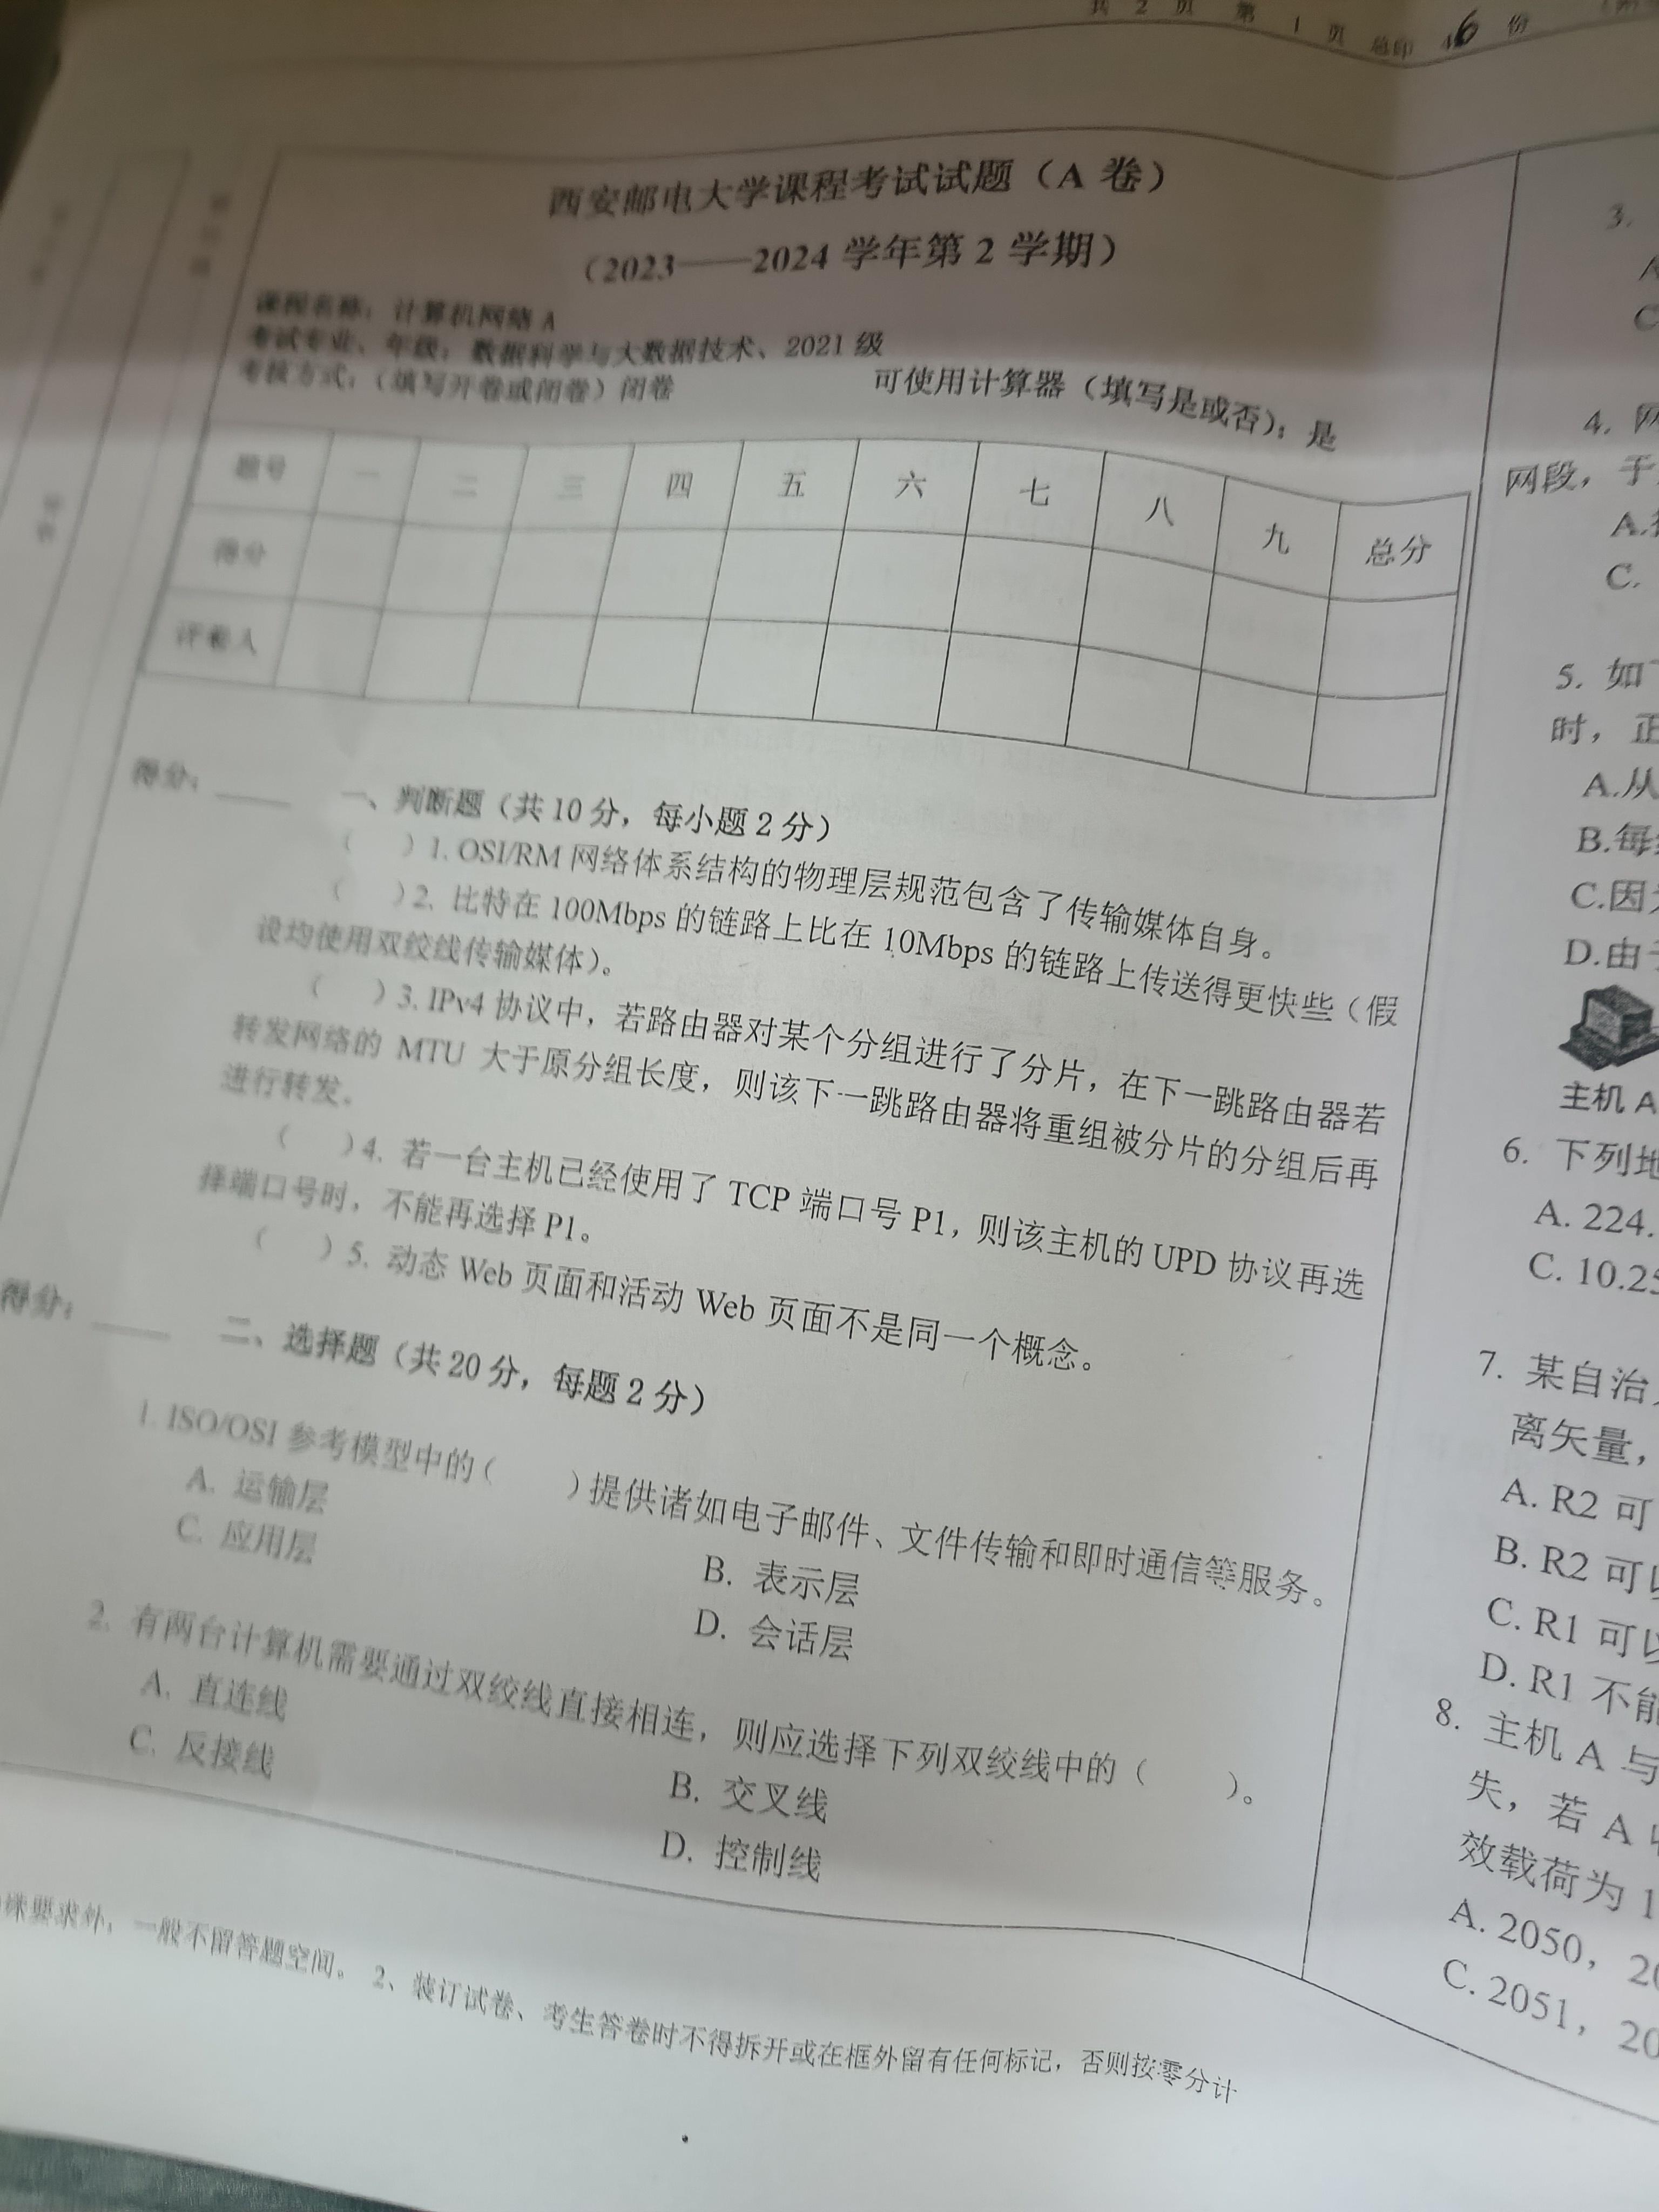 共 2 页 第 1 页 总印 46 份
西安邮电大学课程考试试题（A 卷）
（2023——2024 学年第 2 学期）
课程名称：计算机网络 A
考试专业、年级：数据科学与大数据技术、2021 级
考核方式：（填写开卷或闭卷）闭卷 可使用计算器（填写是或否）：是
题号 一 二 三 四 五 六 七 八 九 总分
得分
评卷人
得分： 一、判断题（共 10 分，每小题 2 分）
（ ）1. OSI/RM 网络体系结构的物理层规范包含了传输媒体自身。
（ ）2. 比特在 100Mbps 的链路上比在 10Mbps 的链路上传送得更快些（假
设均使用双绞线传输媒体）。
（ ）3. IPv4 协议中，若路由器对某个分组进行了分片，在下一跳路由器若
转发网络的 MTU 大于原分组长度，则该下一跳路由器将重组被分片的分组后再
进行转发。
（ ）4. 若一台主机已经使用了 TCP 端口号 P1，则该主机的 UPD 协议再选
择端口号时，不能再选择 P1。
（ ）5. 动态 Web 页面和活动 Web 页面不是同一个概念。
得分： 二、选择题（共 20 分，每题 2 分）
1. ISO/OSI 参考模型中的（ ）提供诸如电子邮件、文件传输和即时通信等服务。
A. 运输层 B. 表示层
C. 应用层 D. 会话层
2. 有两台计算机需要通过双绞线直接相连，则应选择下列双绞线中的（ ）。
A. 直连线 B. 交叉线
C. 反接线 D. 控制线
要求外，一般不留答题空间。 2、装订试卷、考生答卷时不得拆开或在框外留有任何标记，否则按零分计
3.
C
4. 网
网段，于
A.
C.
5. 如
时，正
A.从
B.每
C.因
D.由
主机 A
6. 下列地
A. 224.
C. 10.25
7. 某自治
离矢量，
A. R2 可
B. R2 可以
C. R1 可以
D. R1 不能
8. 主机 A 与
失，若 A
效载荷为 1
A. 2050，20
C. 2051，20